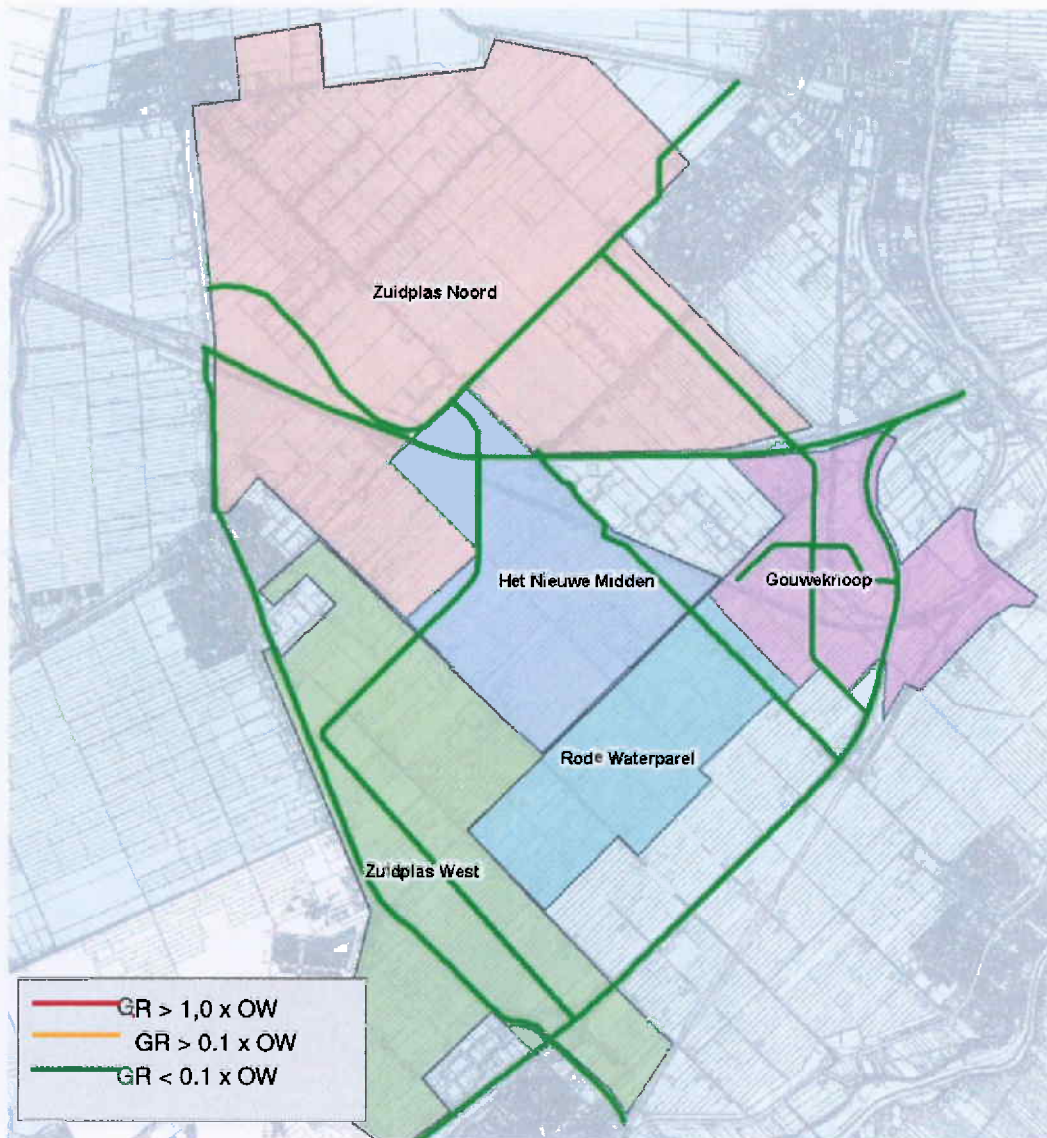 Zuidplas Noord
Het Nieuwe Midden
Gouweknoop
Rode Waterparel
Zuidplas West
GR > 1,0 x OW
GR > 0.1 x OW
GR < 0.1 x OW